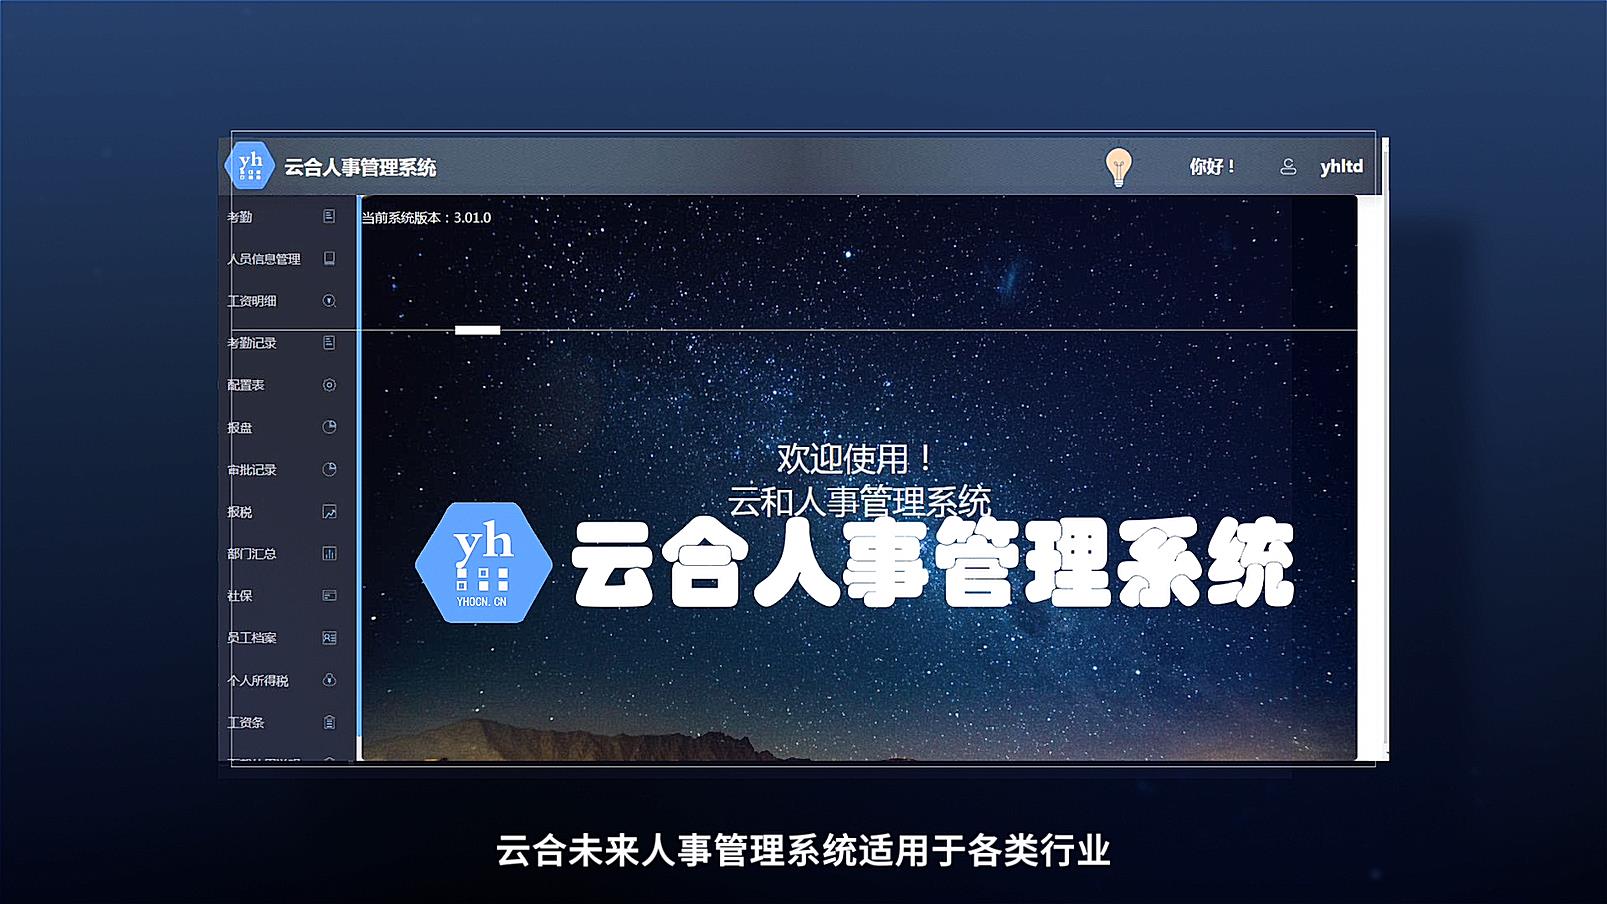 yh
云合人事管理系统
你好！
yhltd
考勤
当前系统版本：3.01.0
人员信息管理
工资明细
考勤记录
配置表
报盘
审批记录
报税
部门汇总
社保
员工档案
个人所得税
工资条
欢迎使用！
云和人事管理系统
yh
YHOCN.CN
云合人事管理系统
云合未来人事管理系统适用于各类行业